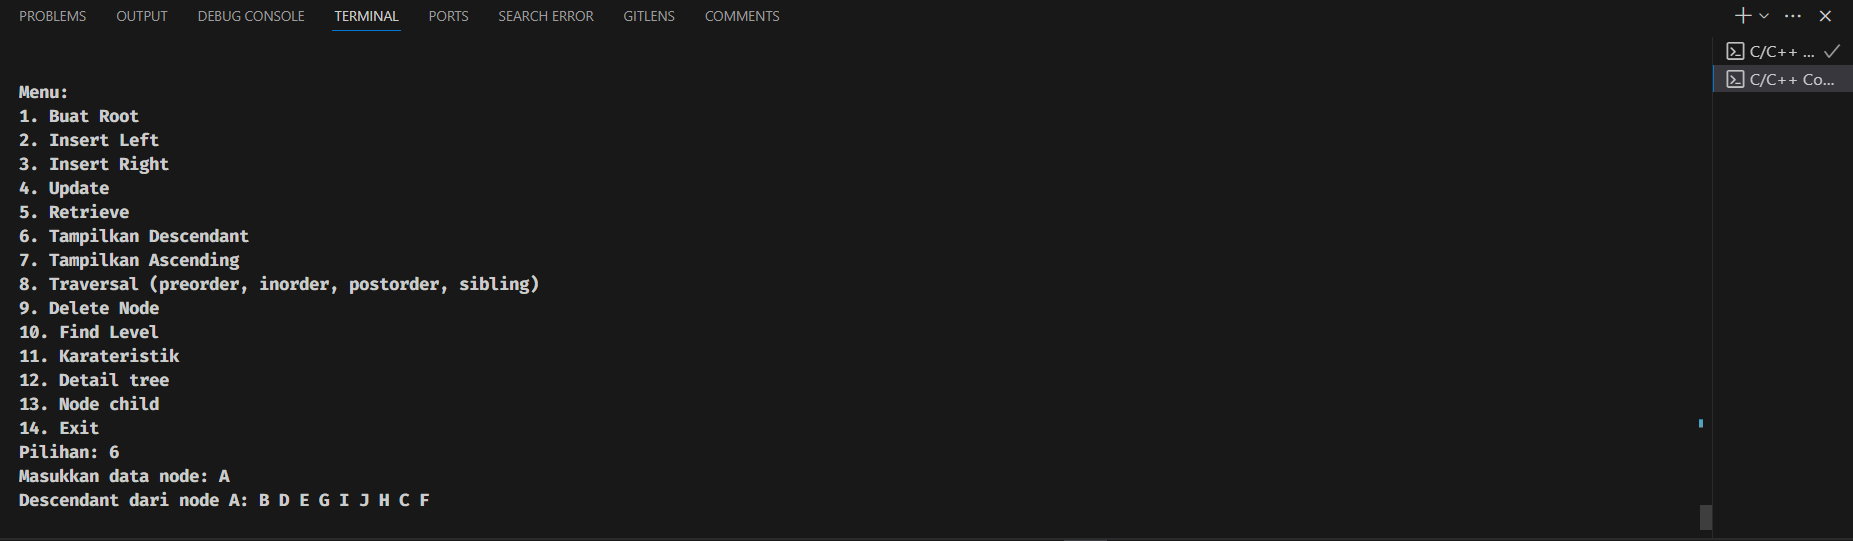 PROBLEMS OUTPUT DEBUG CONSOLE TERMINAL PORTS SEARCH ERROR GITLENS COMMENTS
C/C++ ...
C/C++ Co...
Menu:
1. Buat Root
2. Insert Left
3. Insert Right
4. Update
5. Retrieve
6. Tampilkan Descendant
7. Tampilkan Ascending
8. Traversal (preorder, inorder, postorder, sibling)
9. Delete Node
10. Find Level
11. Karateristik
12. Detail tree
13. Node child
14. Exit
Pilihan: 6
Masukkan data node: A
Descendant dari node A: B D E G I J H C F